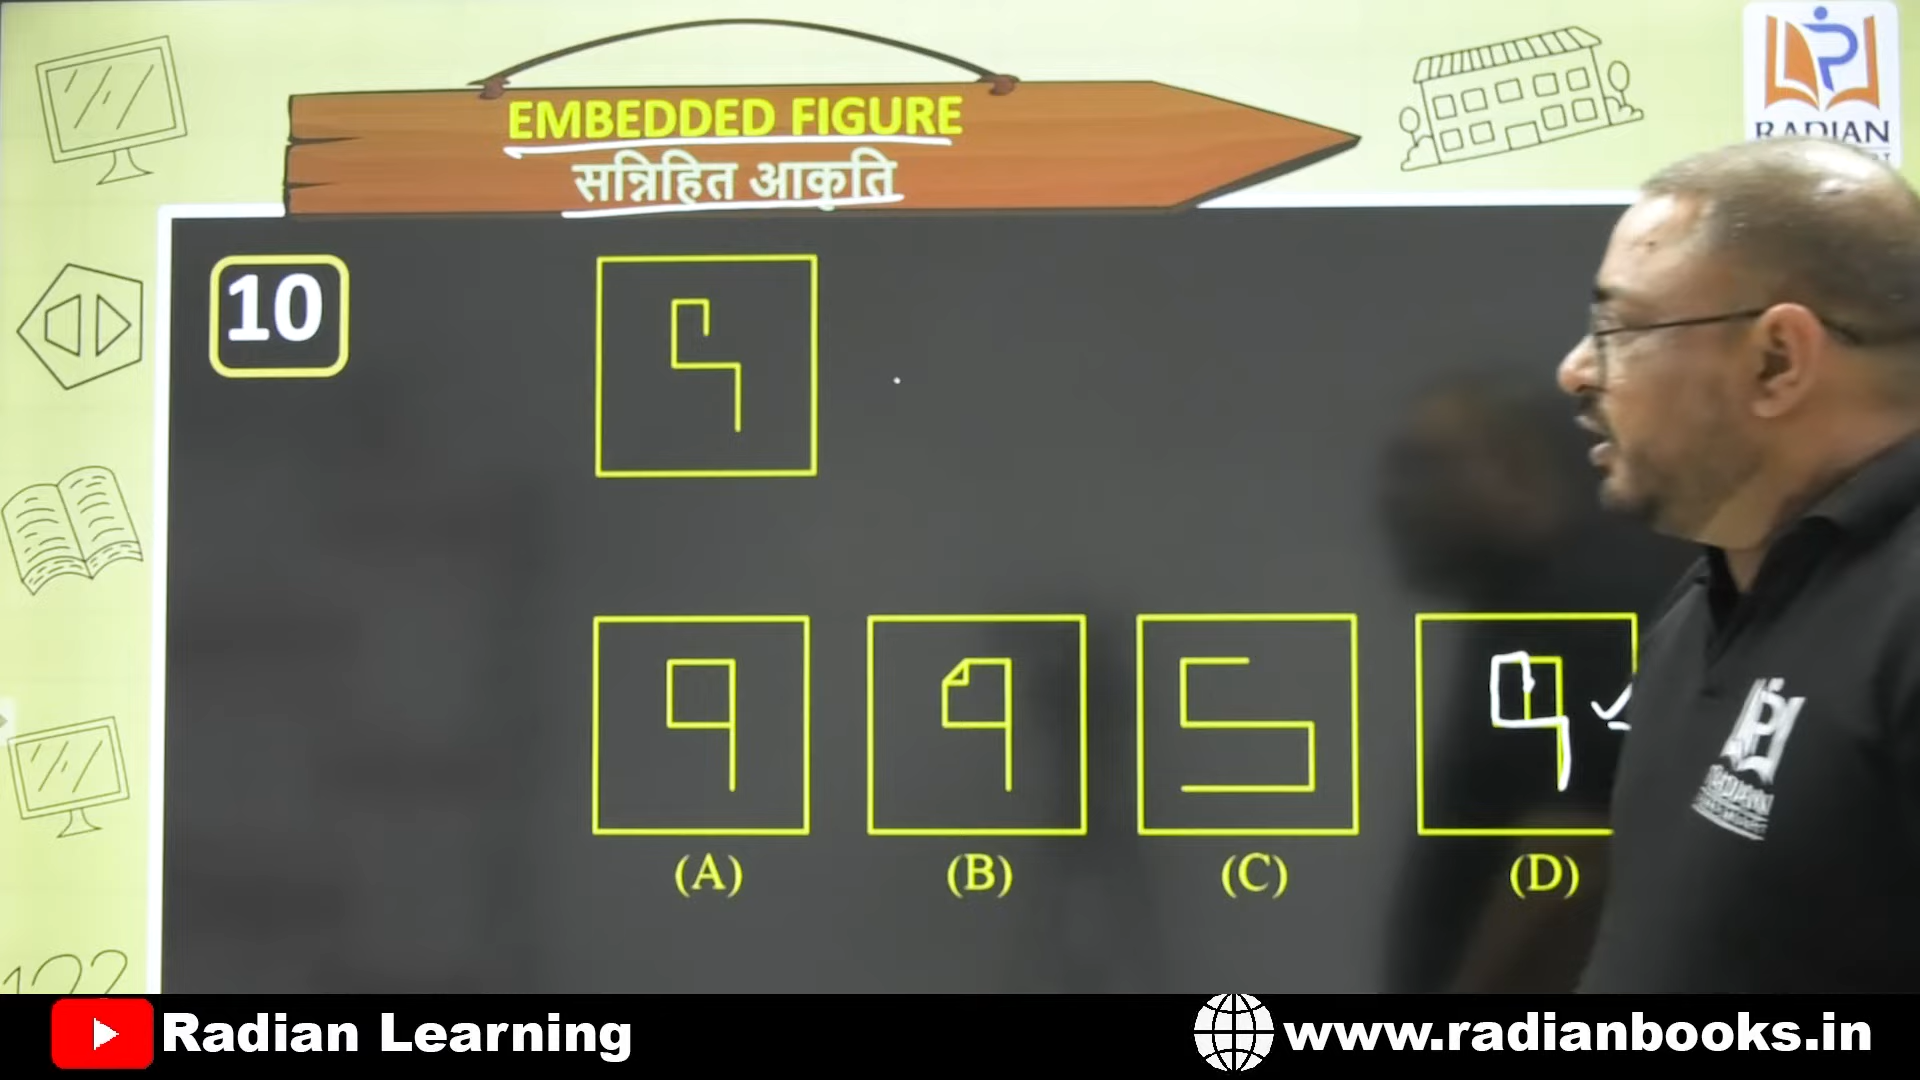 EMBEDDED FIGURE
सन्निहित आकृति
RADIAN
10
(A) (B) (C) (D)
Radian Learning
www.radianbooks.in